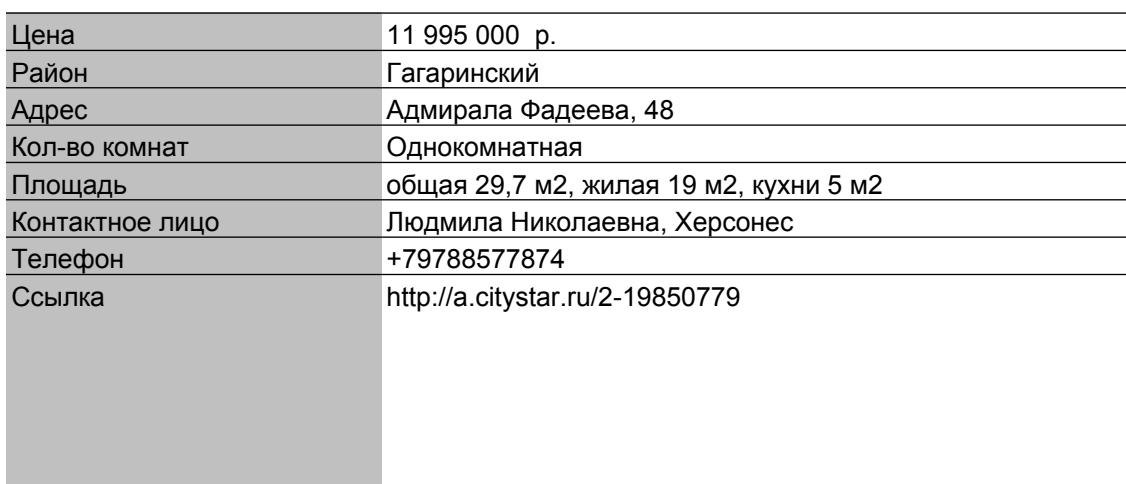 Цена 11 995 000 р.
Район Гагаринский
Адрес Адмирала Фадеева, 48
Кол-во комнат Однокомнатная
Площадь общая 29,7 м2, жилая 19 м2, кухни 5 м2
Контактное лицо Людмила Николаевна, Херсонес
Телефон +79788577874
Ссылка http://a.citystar.ru/2-19850779